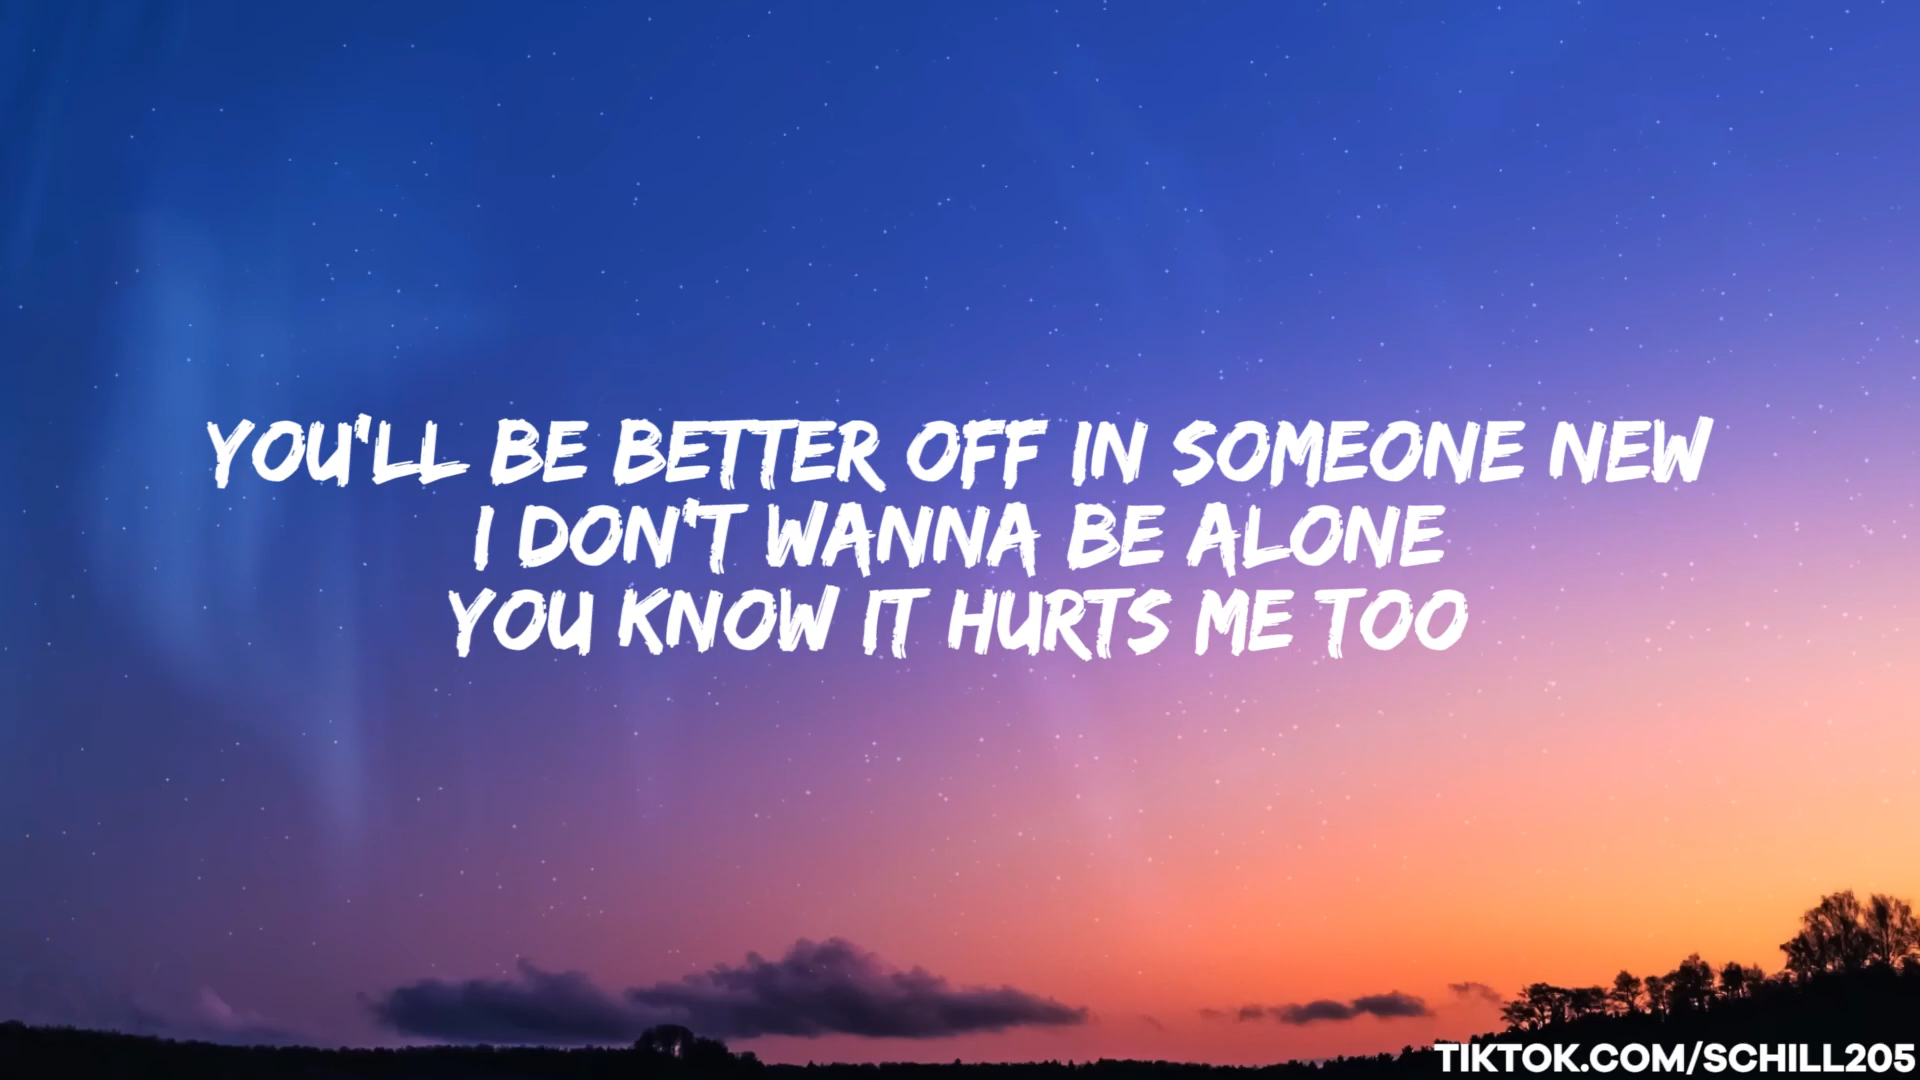 YOU'LL BE BETTER OFF IN SOMEONE NEW
I DON'T WANNA BE ALONE
YOU KNOW IT HURTS ME TOO
TIKTOK.COM/SCHILL205